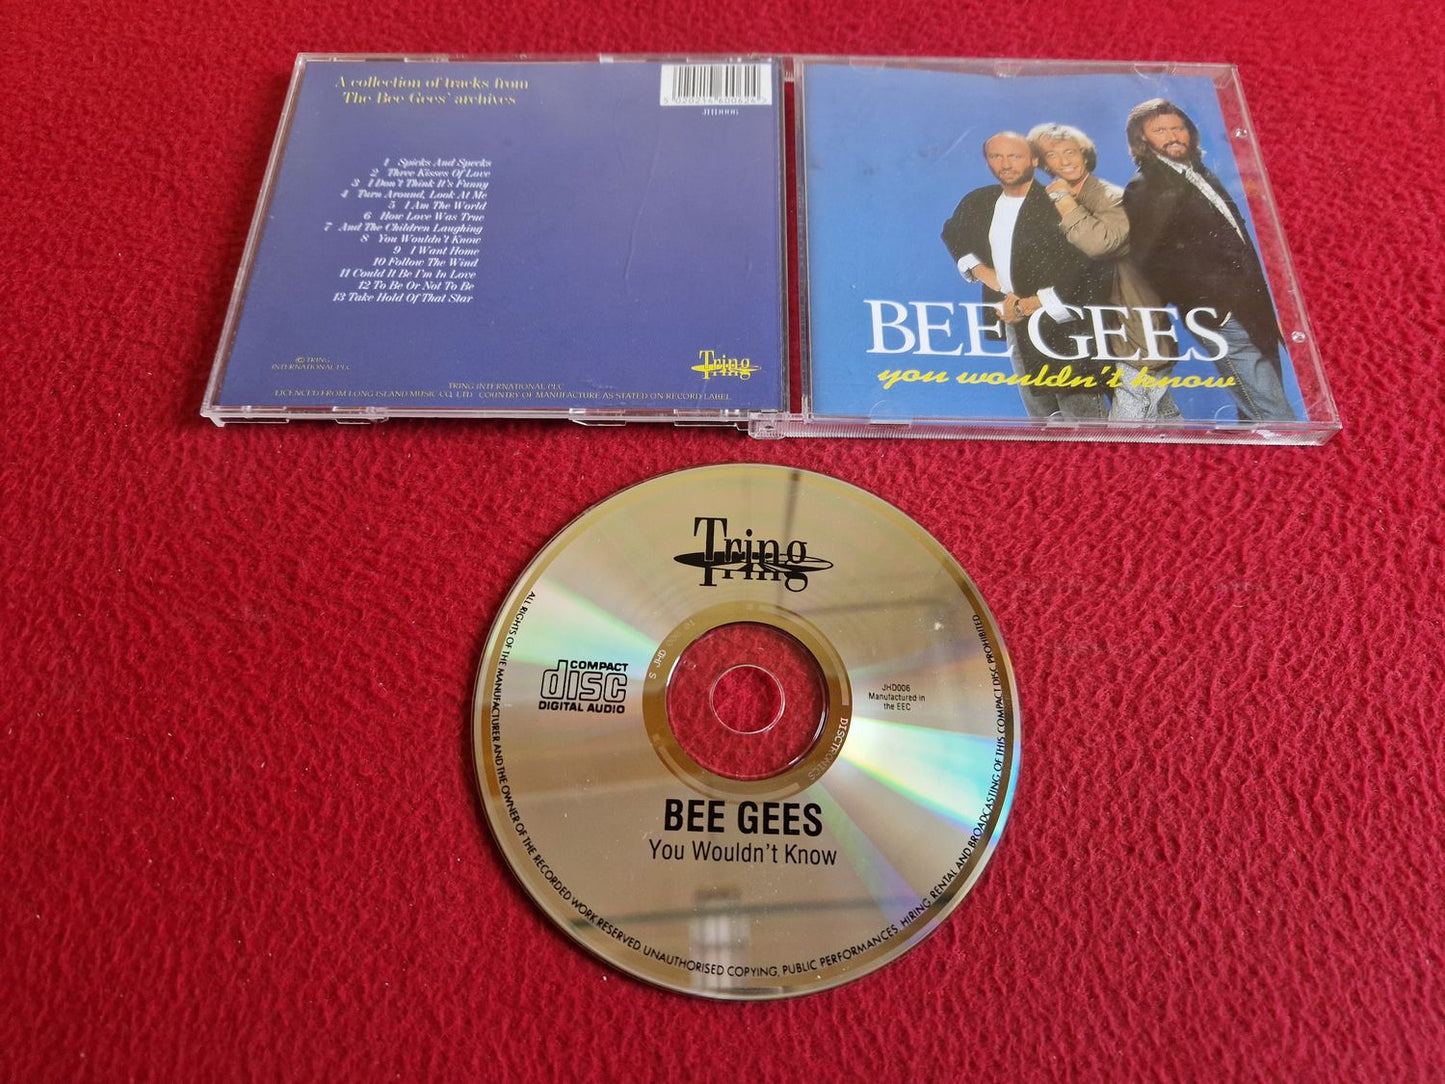 A collection of tracks from
The Bee Gees' archives
5 020214 600626
JHD006
1 Spicks And Specks
2 Three Kisses Of Love
3 I Don't Think It's Funny
4 Turn Around, Look At Me
5 I Am The World
6 How Love Was True
7 And The Children Laughing
8 You Wouldn't Know
9 I Want Home
10 Follow The Wind
11 Could It Be I'm In Love
12 To Be Or Not To Be
13 Take Hold Of That Star
© TRING
INTERNATIONAL PLC
Tring
TRING INTERNATIONAL PLC
LICENCED FROM LONG ISLAND MUSIC CO, LTD COUNTRY OF MANUFACTURE AS STATED ON RECORD LABEL
BEE GEES
you wouldn't know
Tring
COMPACT
disc
DIGITAL AUDIO
JHD006
Manufactured in
the EEC
DISCTRONICS
S JHD
BEE GEES
You Wouldn't Know
ALL RIGHTS OF THE MANUFACTURER AND THE OWNER OF THE RECORDED WORK RESERVED UNAUTHORISED COPYING, PUBLIC PERFORMANCES, HIRING, RENTAL AND BROADCASTING OF THIS COMPACT DISC PROHIBITED